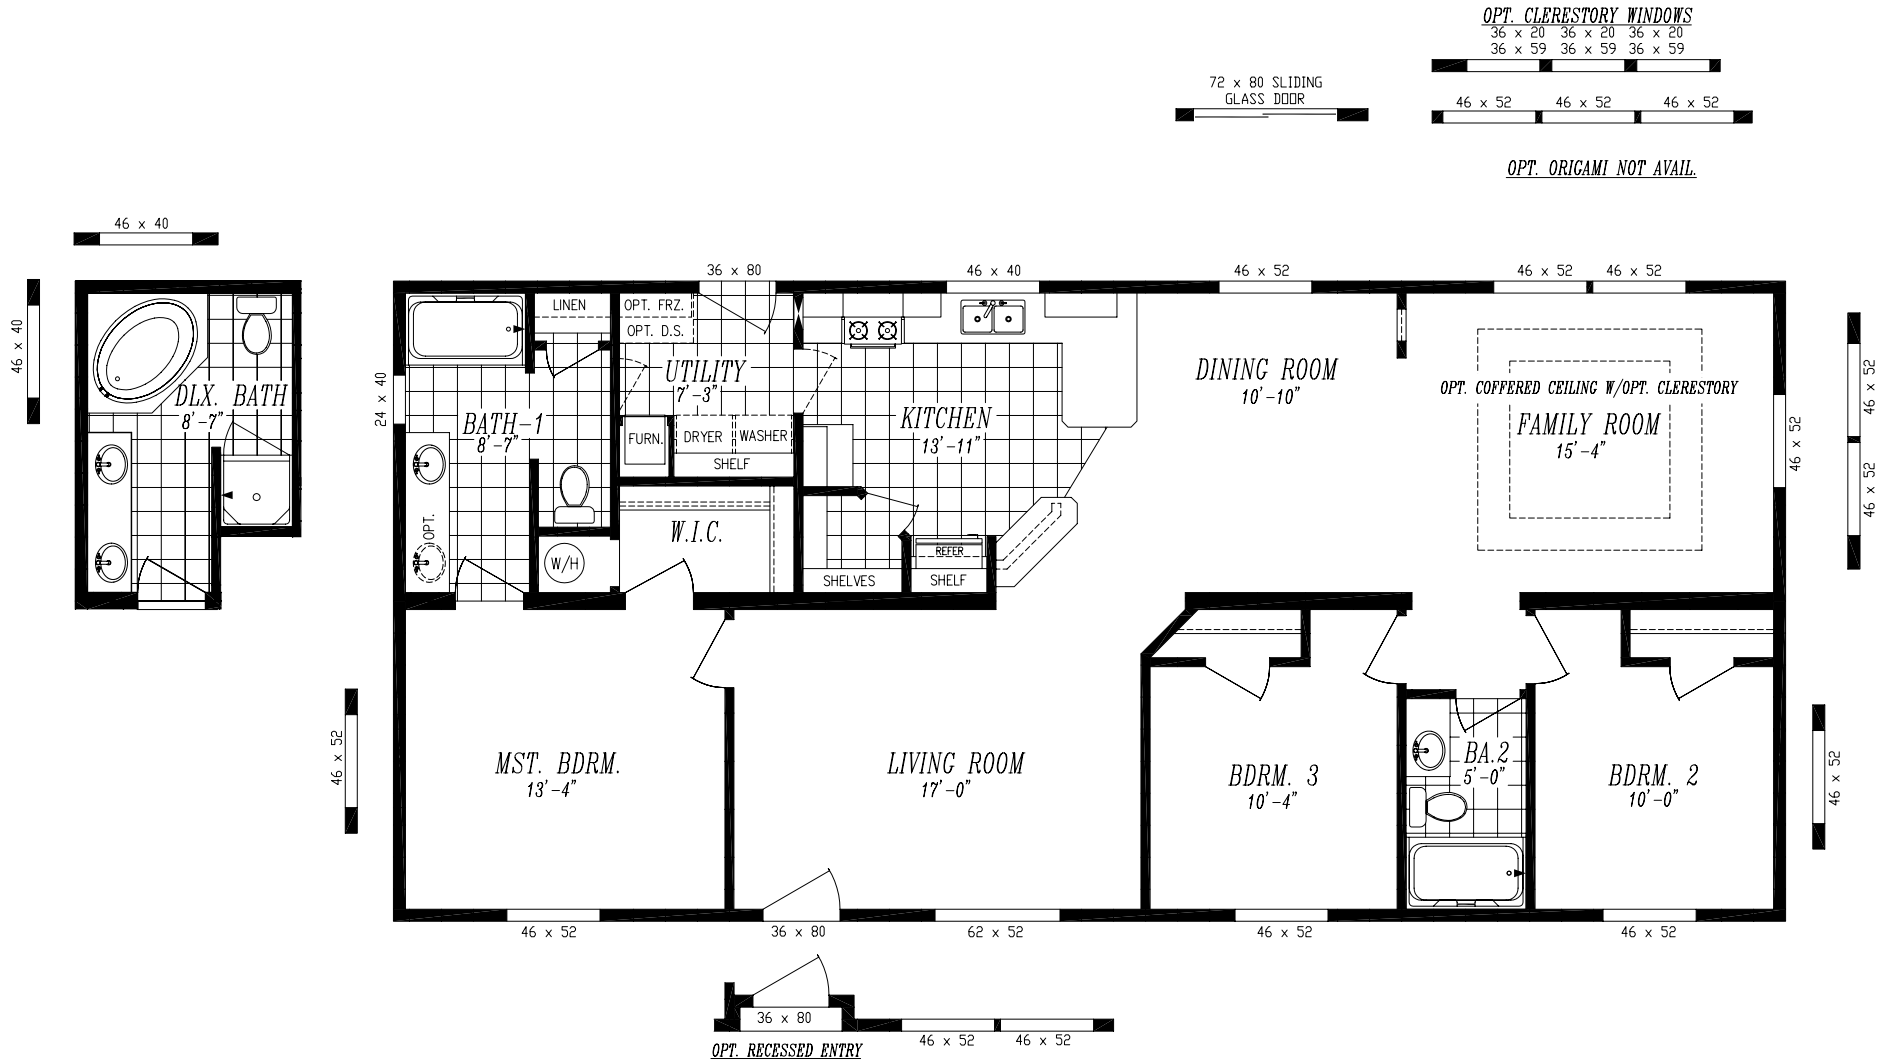 OPT. CLERESTORY WINDOWS
36 x 20 36 x 20 36 x 20
36 x 59 36 x 59 36 x 59
72 x 80 SLIDING
GLASS DOOR
46 x 52 46 x 52 46 x 52
OPT. ORIGAMI NOT AVAIL.
46 x 40
46 x 40
DLX. BATH
8'-7"
36 x 80
46 x 40
46 x 52
46 x 52 46 x 52
24 x 40
LINEN
OPT. FRZ.
OPT. D.S.
UTILITY
7'-3"
BATH-1
8'-7"
OPT.
FURN.
DRYER
WASHER
SHELF
W.I.C.
W/H
KITCHEN
13'-11"
REFER
SHELVES
SHELF
DINING ROOM
10'-10"
OPT. COFFERED CEILING W/OPT. CLERESTORY
FAMILY ROOM
15'-4"
46 x 52
46 x 52
46 x 52
46 x 52
MST. BDRM.
13'-4"
LIVING ROOM
17'-0"
BDRM. 3
10'-4"
BA.2
5'-0"
BDRM. 2
10'-0"
46 x 52
46 x 52
36 x 80
62 x 52
46 x 52
46 x 52
36 x 80
46 x 52 46 x 52
OPT. RECESSED ENTRY